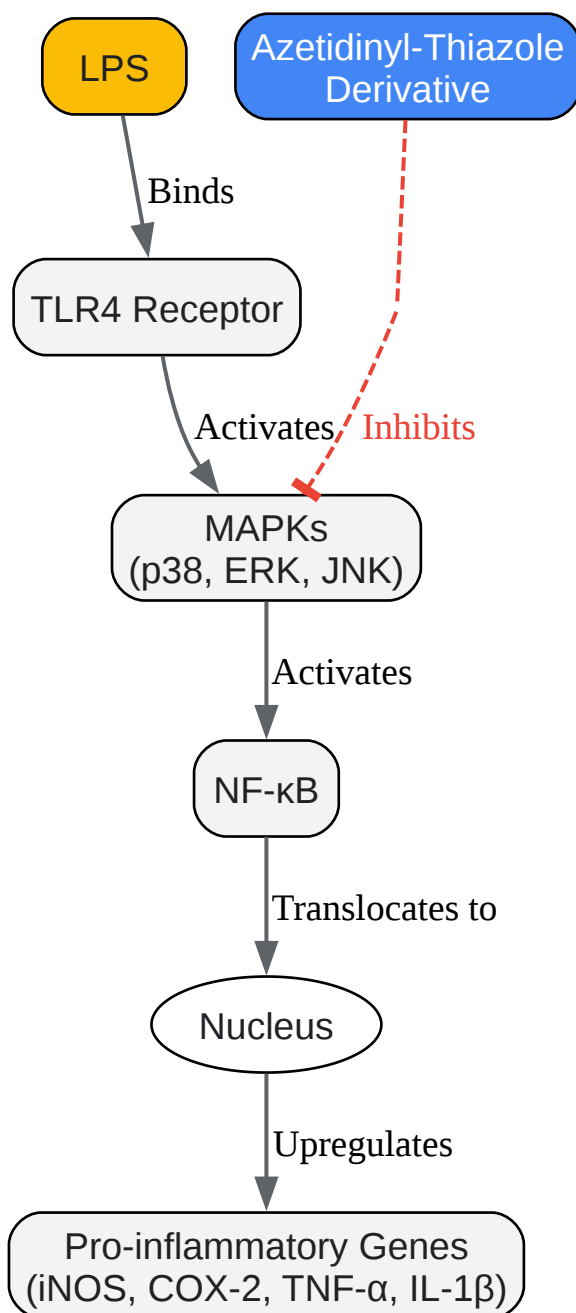 LPS
Azetidinyl-Thiazole
Derivative
Binds
TLR4 Receptor
Activates
Inhibits
MAPKs
(p38, ERK, JNK)
Activates
NF-κB
Translocates to
Nucleus
Upregulates
Pro-inflammatory Genes
(iNOS, COX-2, TNF-α, IL-1β)